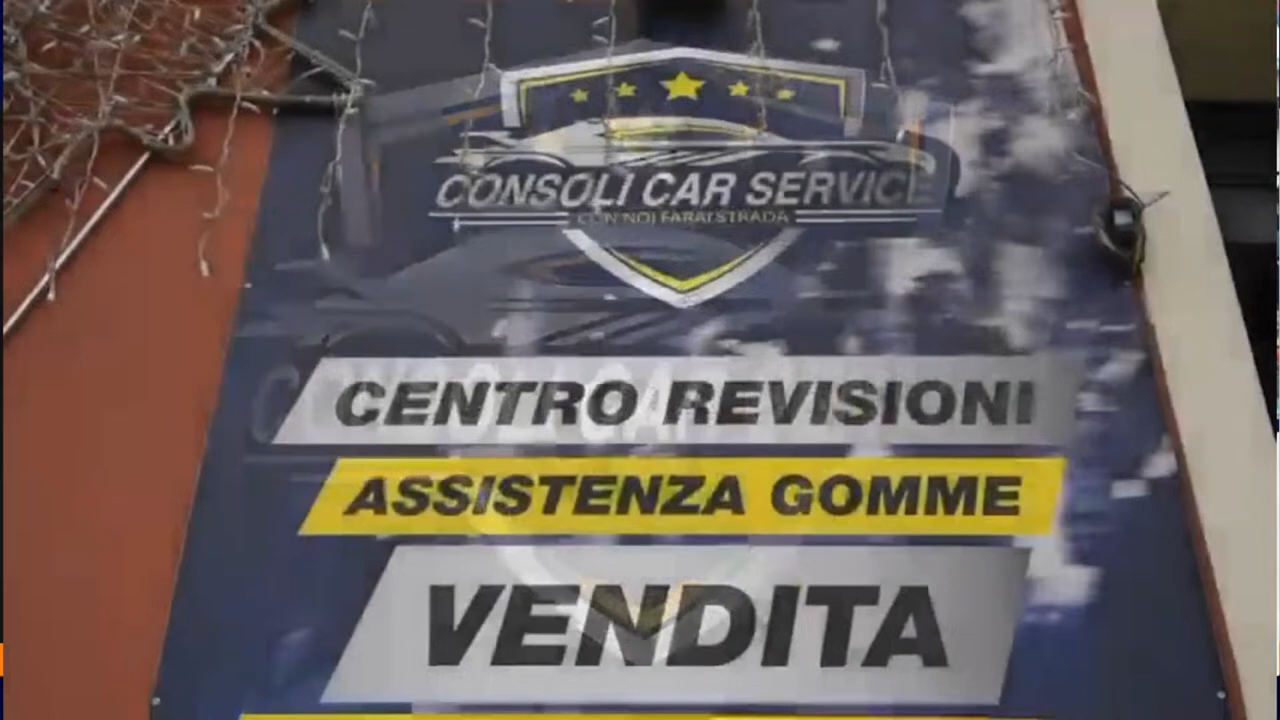 CONSOLI CAR SERVICE
CON NOI FARAI STRADA
CENTRO REVISIONI
ASSISTENZA GOMME
VENDITA